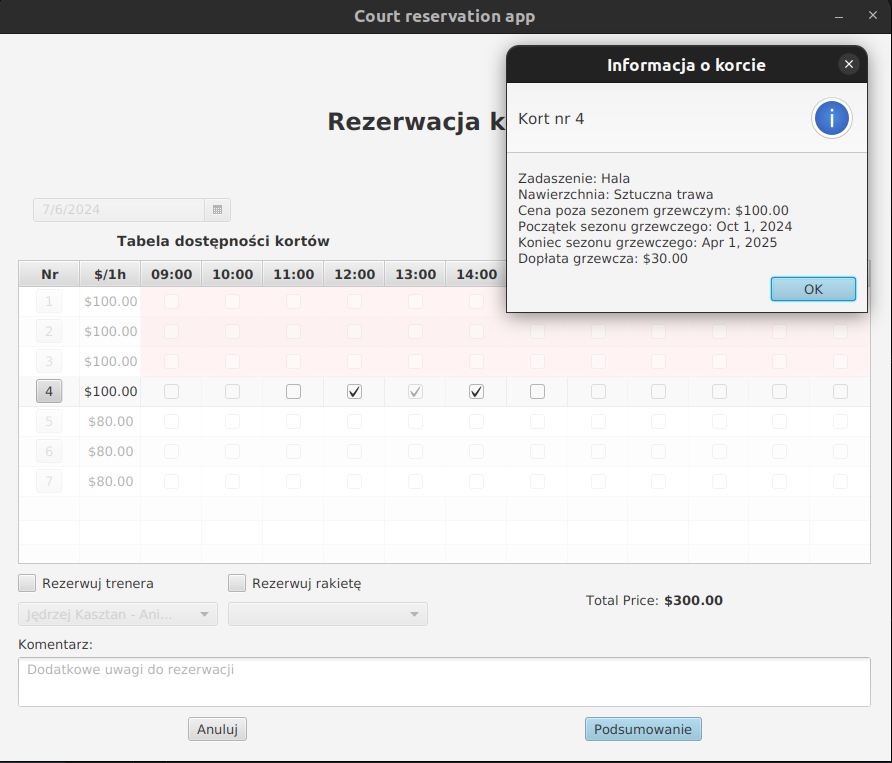 Court reservation app
Informacja o korcie
Kort nr 4
Rezerwacja k
Zadaszenie: Hala
Nawierzchnia: Sztuczna trawa
Cena poza sezonem grzewczym: $100.00
Początek sezonu grzewczego: Oct 1, 2024
Koniec sezonu grzewczego: Apr 1, 2025
Dopłata grzewcza: $30.00
OK
7/6/2024
Tabela dostępności kortów
Nr $/1h 09:00 10:00 11:00 12:00 13:00 14:00
1 $100.00
2 $100.00
3 $100.00
4 $100.00
5 $80.00
6 $80.00
7 $80.00
Rezerwuj trenera Rezerwuj rakietę
Jędrzej Kasztan - Ani...
Total Price: $300.00
Komentarz:
Dodatkowe uwagi do rezerwacji
Anuluj Podsumowanie